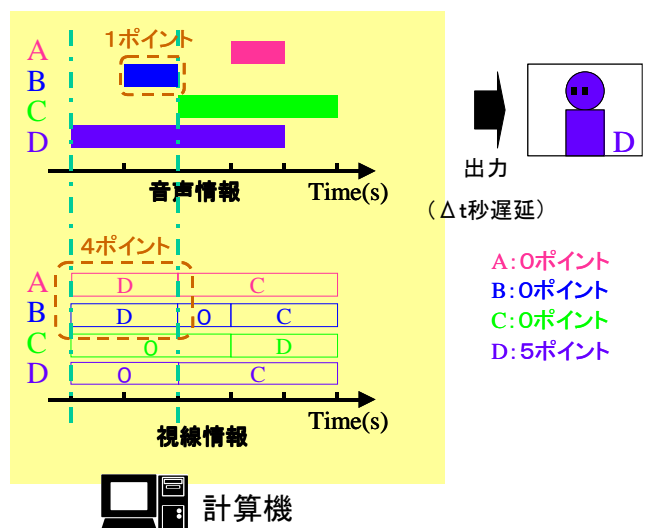 1ポイント
A
B
C
D
音声情報 Time(s)
D
出力
(Δt秒遅延)
4ポイント
A D C
B D 0 C
C 0 D
D 0 C
視線情報 Time(s)
A:0ポイント
B:0ポイント
C:0ポイント
D:5ポイント
計算機